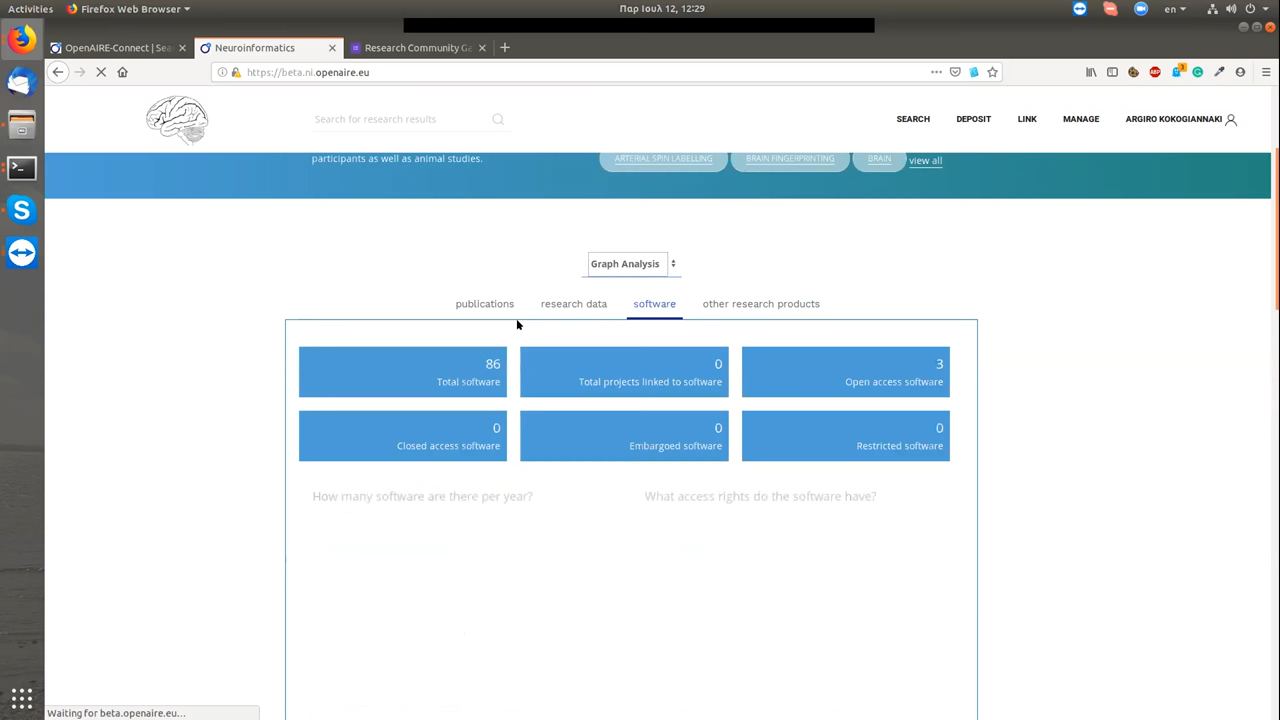 Activities Firefox Web Browser Παρ Ιουλ 12, 12:29 en
OpenAIRE-Connect | Sea Neuroinformatics Research Community Ga
https://beta.ni.openaire.eu
3
Search for research results SEARCH DEPOSIT LINK MANAGE ARGIRO KOKOGIANNAKI
participants as well as animal studies. ARTERIAL SPIN LABELLING BRAIN FINGERPRINTING BRAIN view all
Graph Analysis
publications research data software other research products
86 0 3
Total software Total projects linked to software Open access software
0 0 0
Closed access software Embargoed software Restricted software
How many software are there per year? What access rights do the software have?
Waiting for beta.openaire.eu…